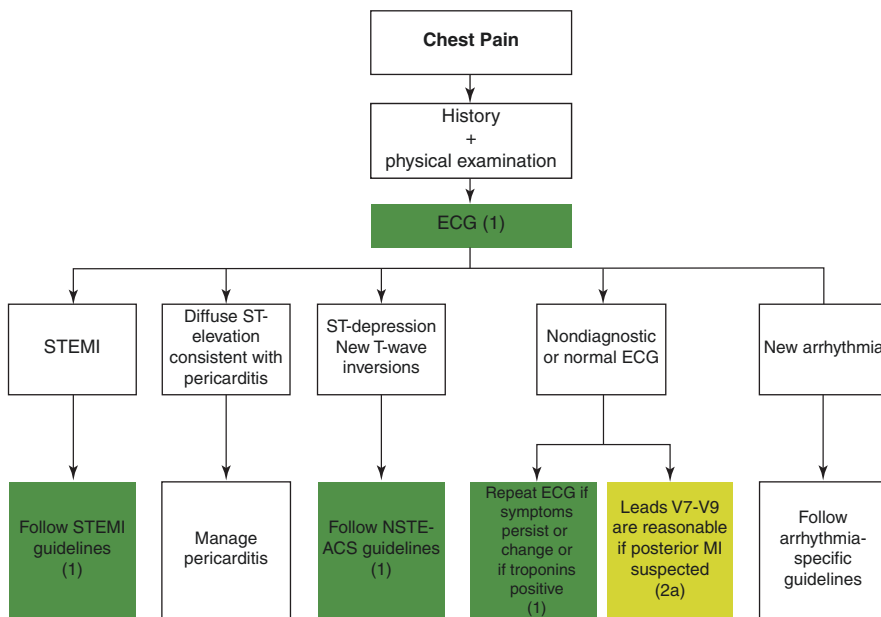 Chest Pain
History
+
physical examination
ECG (1)
STEMI
Diffuse ST-
elevation
consistent with
pericarditis
ST-depression
New T-wave
inversions
Nondiagnostic
or normal ECG
New arrhythmia
Follow STEMI
guidelines
(1)
Manage
pericarditis
Follow NSTE-
ACS guidelines
(1)
Repeat ECG if
symptoms
persist or
change or
if troponins
positive
(1)
Leads V7-V9
are reasonable
if posterior MI
suspected
(2a)
Follow
arrhythmia-
specific
guidelines